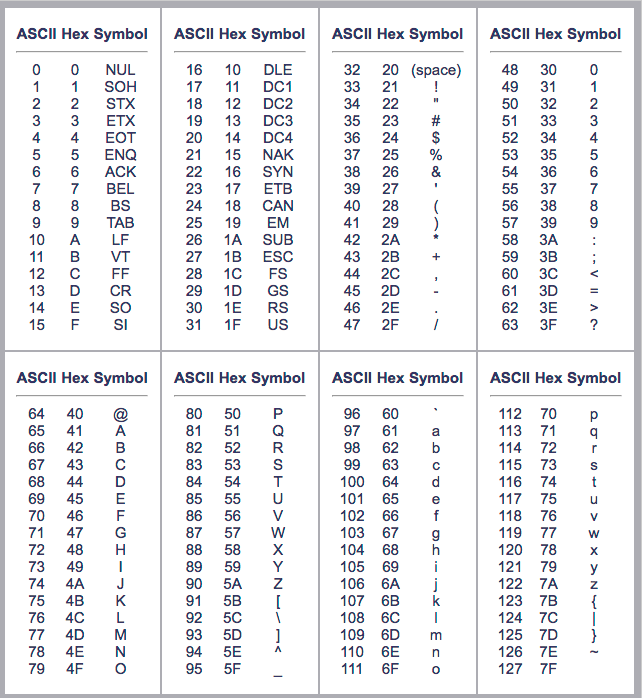 ASCII Hex Symbol
0 0 NUL
1 1 SOH
2 2 STX
3 3 ETX
4 4 EOT
5 5 ENQ
6 6 ACK
7 7 BEL
8 8 BS
9 9 TAB
10 A LF
11 B VT
12 C FF
13 D CR
14 E SO
15 F SI
ASCII Hex Symbol
16 10 DLE
17 11 DC1
18 12 DC2
19 13 DC3
20 14 DC4
21 15 NAK
22 16 SYN
23 17 ETB
24 18 CAN
25 19 EM
26 1A SUB
27 1B ESC
28 1C FS
29 1D GS
30 1E RS
31 1F US
ASCII Hex Symbol
32 20 (space)
33 21 !
34 22 "
35 23 #
36 24 $
37 25 %
38 26 &
39 27 '
40 28 (
41 29 )
42 2A *
43 2B +
44 2C ,
45 2D -
46 2E .
47 2F /
ASCII Hex Symbol
48 30 0
49 31 1
50 32 2
51 33 3
52 34 4
53 35 5
54 36 6
55 37 7
56 38 8
57 39 9
58 3A :
59 3B ;
60 3C <
61 3D =
62 3E >
63 3F ?
ASCII Hex Symbol
64 40 @
65 41 A
66 42 B
67 43 C
68 44 D
69 45 E
70 46 F
71 47 G
72 48 H
73 49 I
74 4A J
75 4B K
76 4C L
77 4D M
78 4E N
79 4F O
ASCII Hex Symbol
80 50 P
81 51 Q
82 52 R
83 53 S
84 54 T
85 55 U
86 56 V
87 57 W
88 58 X
89 59 Y
90 5A Z
91 5B [
92 5C \
93 5D ]
94 5E ^
95 5F _
ASCII Hex Symbol
96 60 `
97 61 a
98 62 b
99 63 c
100 64 d
101 65 e
102 66 f
103 67 g
104 68 h
105 69 i
106 6A j
107 6B k
108 6C l
109 6D m
110 6E n
111 6F o
ASCII Hex Symbol
112 70 p
113 71 q
114 72 r
115 73 s
116 74 t
117 75 u
118 76 v
119 77 w
120 78 x
121 79 y
122 7A z
123 7B {
124 7C |
125 7D }
126 7E ~
127 7F